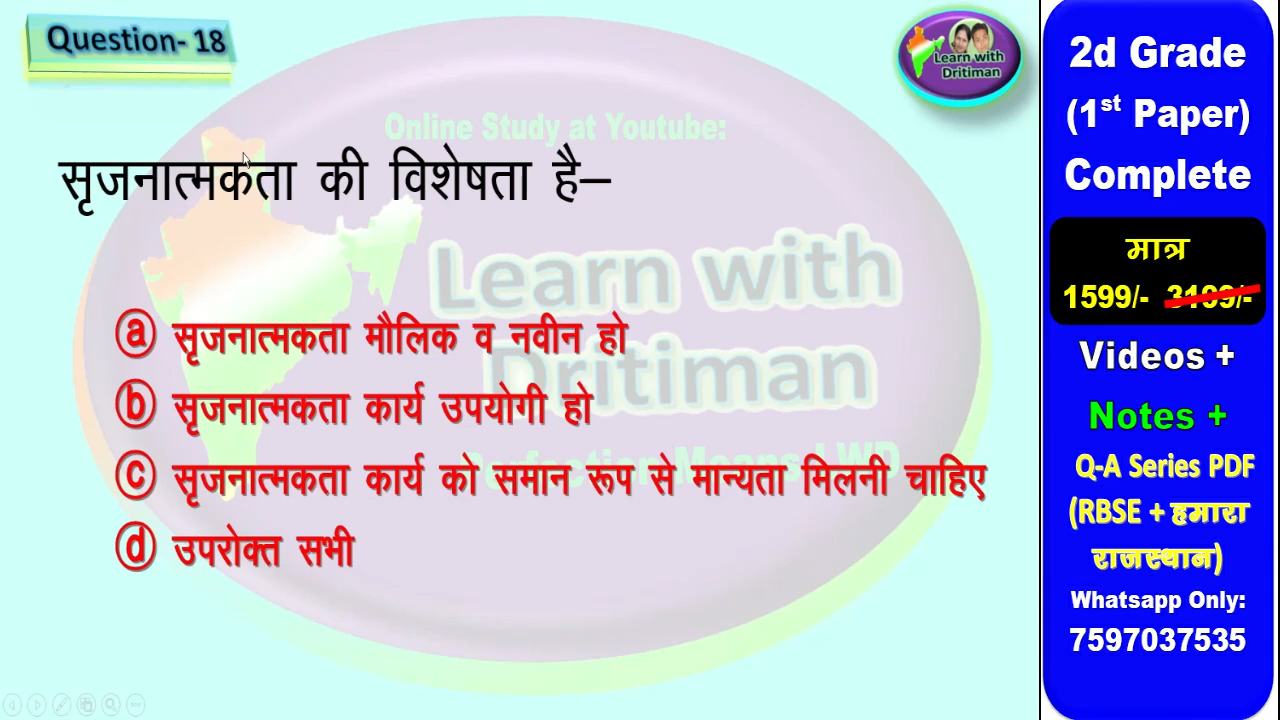 Question- 18
Learn with
Dritiman
Online Study at Youtube:
सृजनात्मकता की विशेषता है–
Learn with
Dritiman
ⓐ सृजनात्मकता मौलिक व नवीन हो
ⓑ सृजनात्मकता कार्य उपयोगी हो
ⓒ सृजनात्मकता कार्य को समान रूप से मान्यता मिलनी चाहिए
ⓓ उपरोक्त सभी
2d Grade
(1st Paper)
Complete
मात्र
1599/- 3199/-
Videos +
Notes +
Q-A Series PDF
(RBSE + हमारा
राजस्थान)
Whatsapp Only:
7597037535